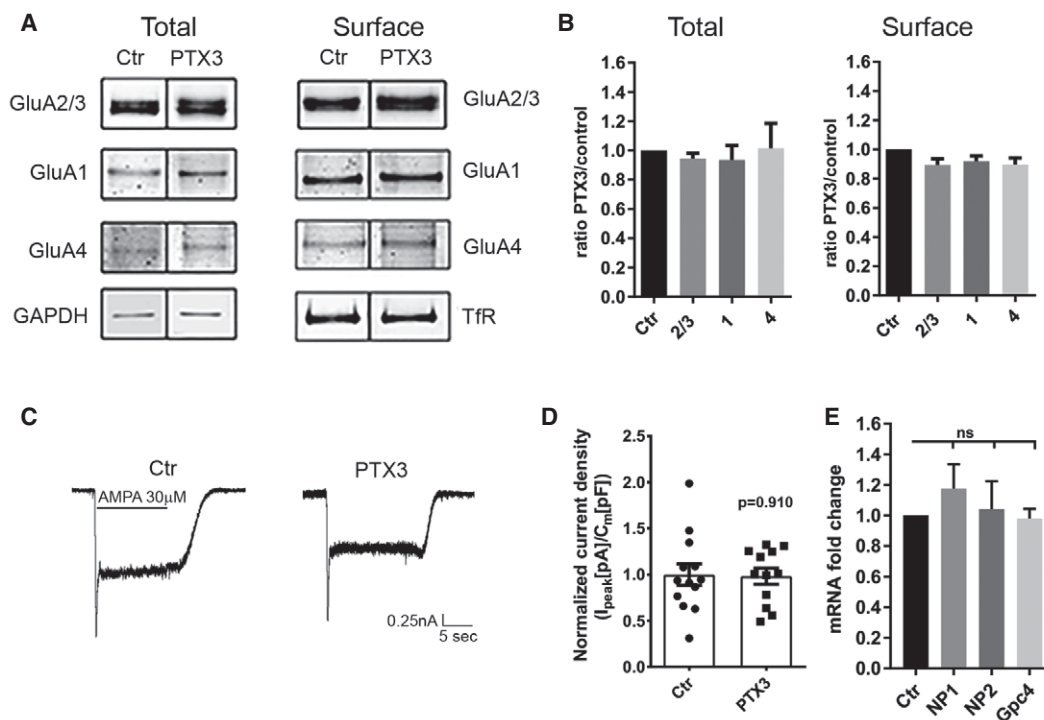 A
Total
Surface
Ctr PTX3
Ctr PTX3
GluA2/3
GluA2/3
GluA1
GluA1
GluA4
GluA4
GAPDH
TfR
B
Total
Surface
ratio PTX3/control
1.6
1.4
1.2
1.0
0.8
0.6
0.4
0.2
0.0
Ctr
2/3
1
4
ratio PTX3/control
1.6
1.4
1.2
1.0
0.8
0.6
0.4
0.2
0.0
Ctr
2/3
1
4
C
Ctr
AMPA 30µM
PTX3
0.25nA
5 sec
D
Normalized current density
(Ipeak[pA]/Cm[pF])
2.5
2.0
1.5
1.0
0.5
0.0
p=0.910
Ctr
PTX3
E
mRNA fold change
1.6
1.4
1.2
1.0
0.8
0.6
0.4
0.2
0.0
ns
Ctr
NP1
NP2
Gpc4